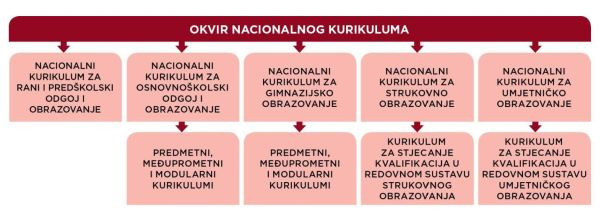 OKVIR NACIONALNOG KURIKULUMA
NACIONALNI
KURIKULUM ZA
RANI I PREDŠKOLSKI
ODGOJ I
OBRAZOVANJE
NACIONALNI
KURIKULUM ZA
OSNOVNOŠKOLSKI
ODGOJ I
OBRAZOVANJE
NACIONALNI
KURIKULUM ZA
GIMNAZIJSKO
OBRAZOVANJE
NACIONALNI
KURIKULUM ZA
STRUKOVNO
OBRAZOVANJE
NACIONALNI
KURIKULUM ZA
UMJETNIČKO
OBRAZOVANJE
PREDMETNI,
MEĐUPROMETNI
I MODULARNI
KURIKULUMI
PREDMETNI,
MEĐUPROMETNI
I MODULARNI
KURIKULUMI
KURIKULUM
ZA STJECANJE
KVALIFIKACIJA U
REDOVNOM SUSTAVU
STRUKOVNOG
OBRAZOVANJA
KURIKULUM
ZA STJECANJE
KVALIFIKACIJA U
REDOVNOM SUSTAVU
UMJETNIČKOG
OBRAZOVANJA